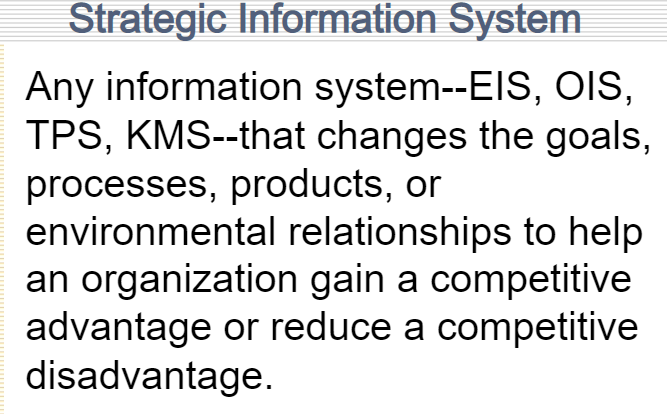 Strategic Information System
Any information system--EIS, OIS,
TPS, KMS--that changes the goals,
processes, products, or
environmental relationships to help
an organization gain a competitive
advantage or reduce a competitive
disadvantage.